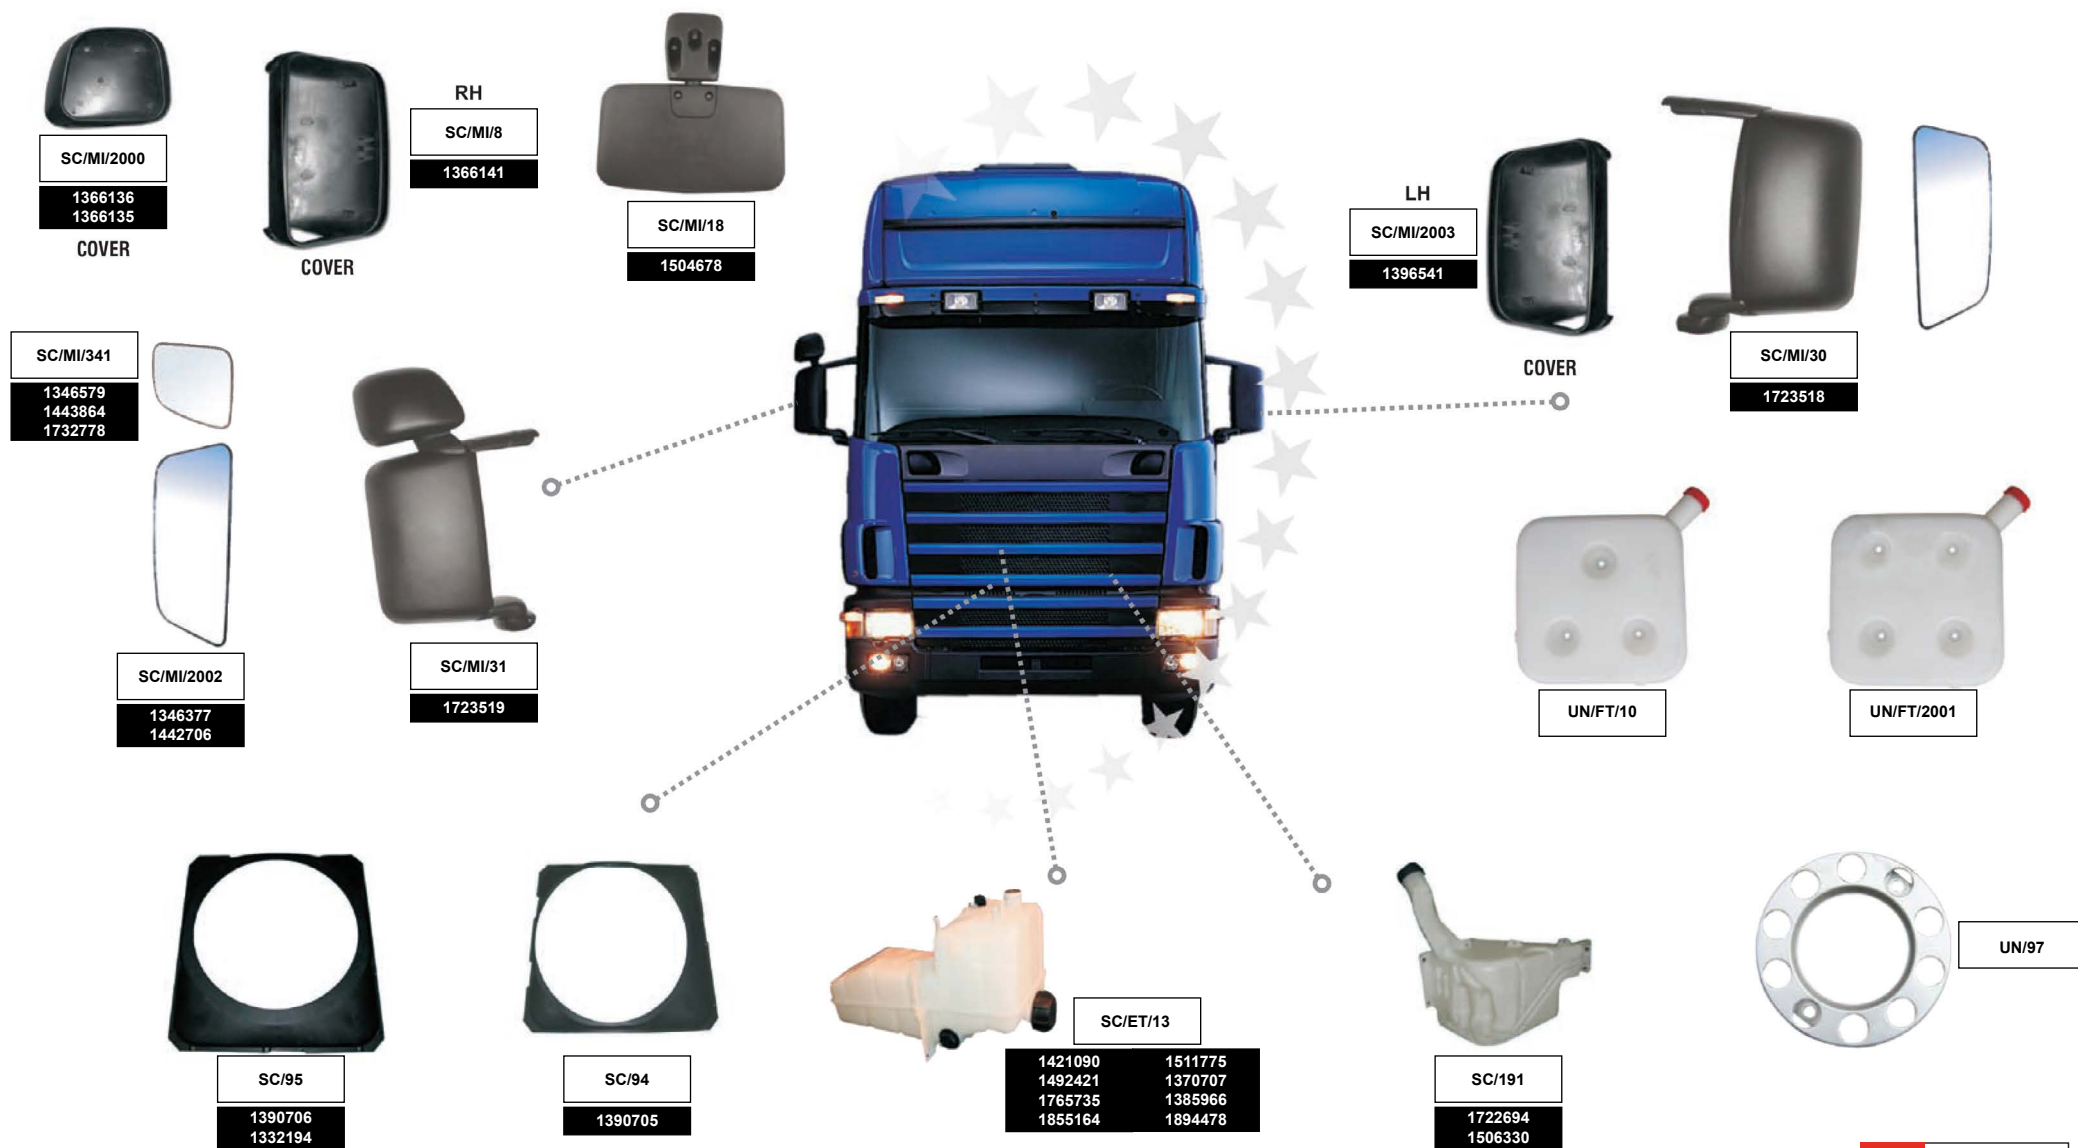 SC/MI/2000
1366136
1366135
COVER
COVER
RH
SC/MI/8
1366141
SC/MI/18
1504678
LH
SC/MI/2003
1396541
COVER
SC/MI/30
1723518
SC/MI/341
1346579
1443864
1732778
SC/MI/2002
1346377
1442706
SC/MI/31
1723519
UN/FT/10
UN/FT/2001
SC/95
1390706
1332194
SC/94
1390705
SC/ET/13
1421090 1511775
1492421 1370707
1765735 1385966
1855164 1894478
SC/191
1722694
1506330
UN/97